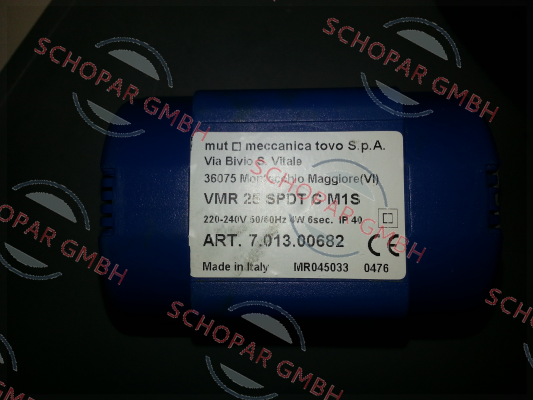 SCHOPAR GMBH
SCHOPAR GMBH
SCHOPAR GMBH
mut meccanica tovo S.p.A.
Via Bivio S. Vitale
36075 Montecchio Maggiore(VI)
VMR 25 SPDT C M1S
220-240V 50/60Hz 4W 6sec. IP 40
ART. 7.013.00682 CE
Made in Italy MR045033 0476
SCHOPAR GMBH
SCHOPAR GMBH